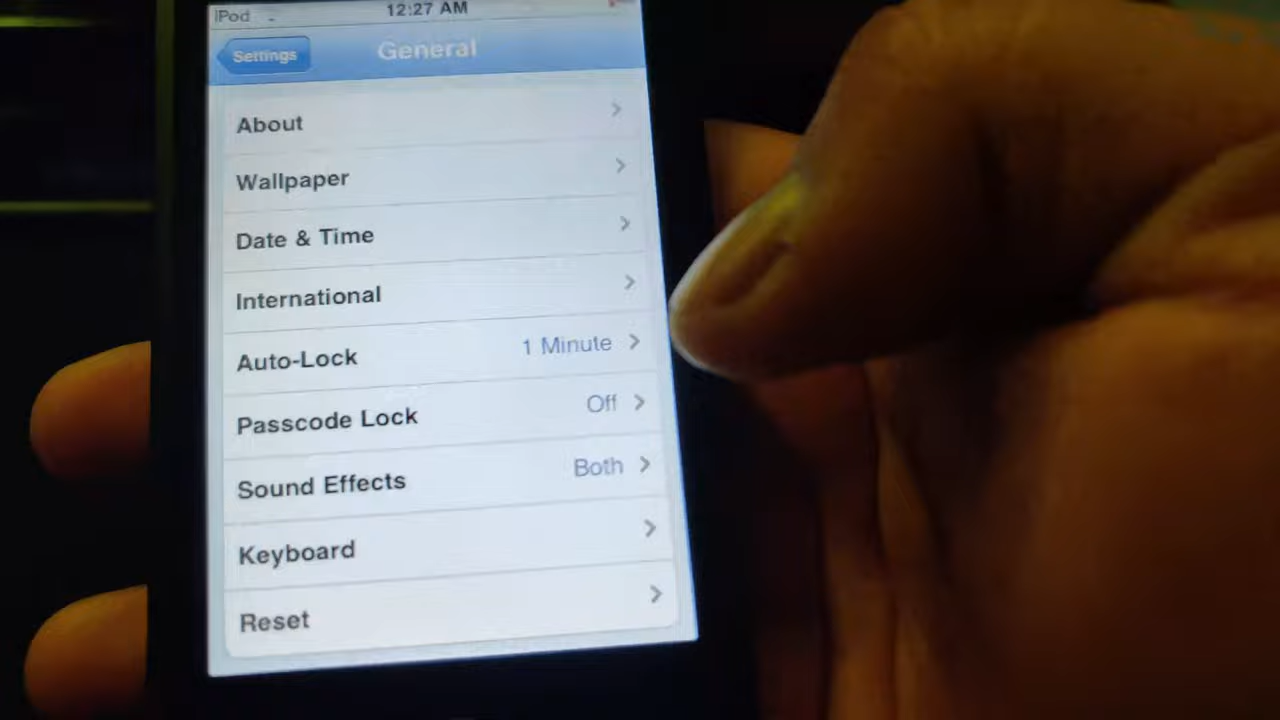 iPod
12:27 AM
Settings
General
About
Wallpaper
Date & Time
International
Auto-Lock 1 Minute
Passcode Lock Off
Sound Effects Both
Keyboard
Reset